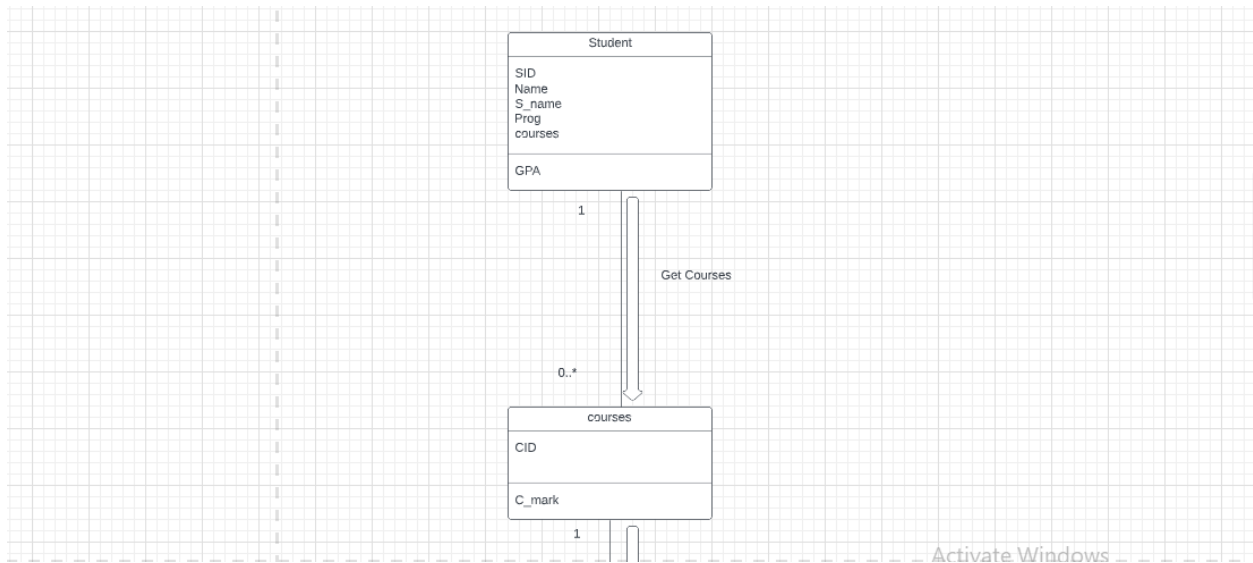 Student
SID
Name
S_name
Prog
courses
GPA
1
Get Courses
0..*
courses
CID
C_mark
1
Activate Windows